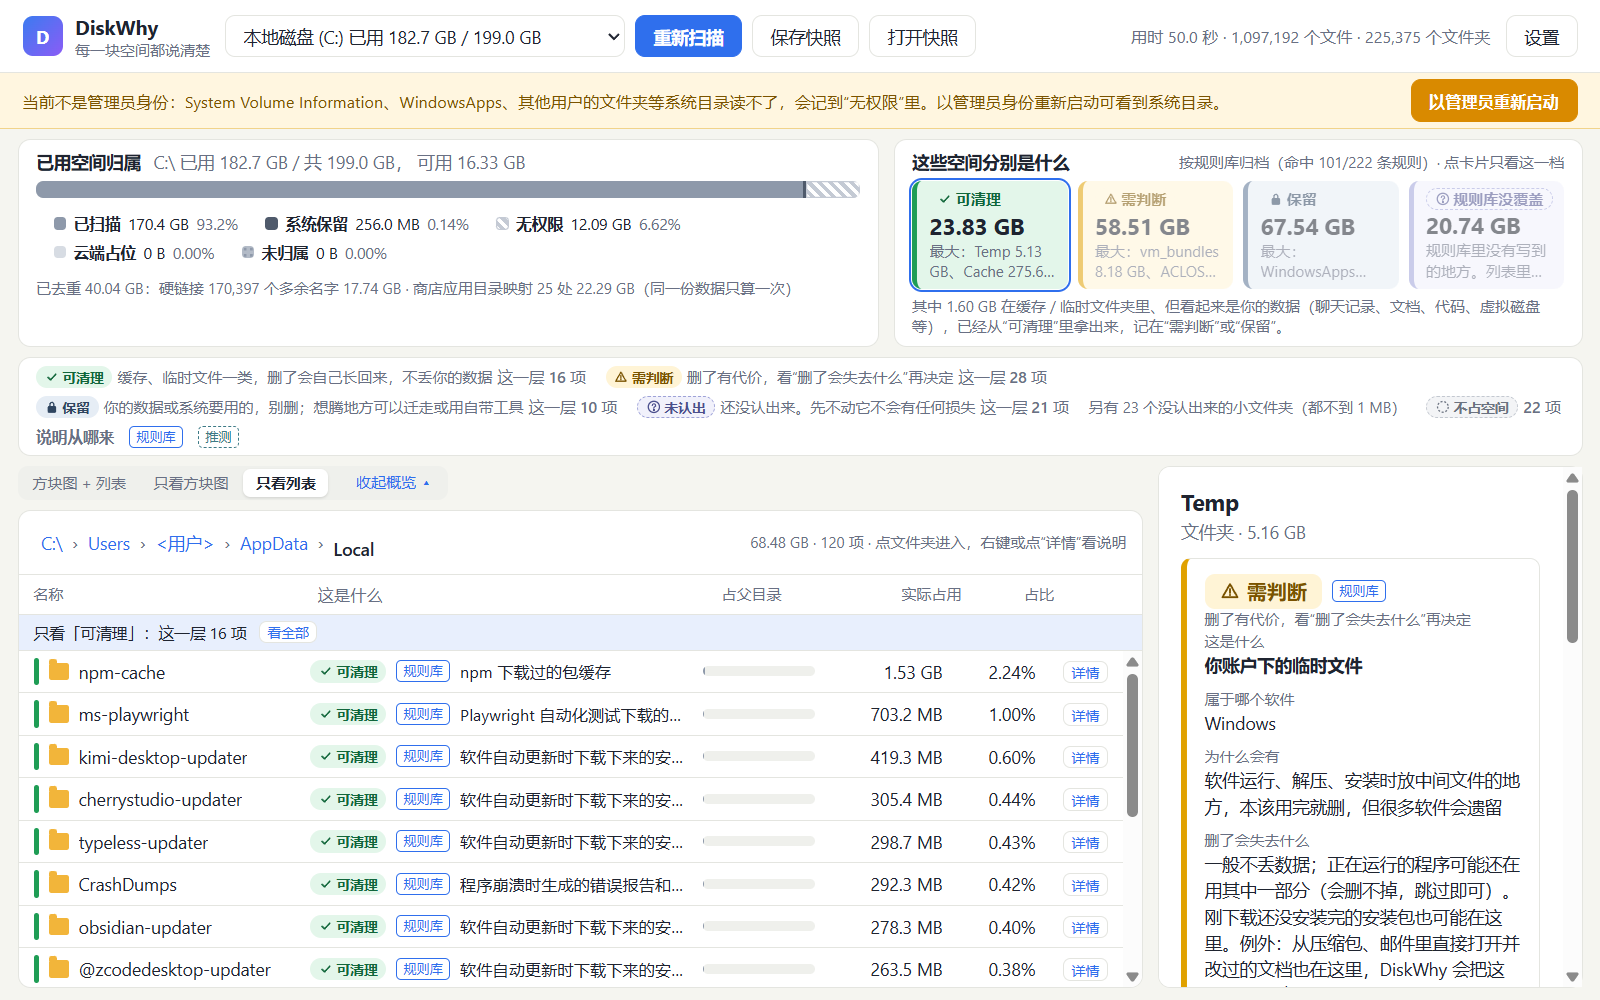 D
DiskWhy
每一块空间都说清楚
本地磁盘 (C:) 已用 182.7 GB / 199.0 GB
重新扫描
保存快照
打开快照
用时 50.0 秒 · 1,097,192 个文件 · 225,375 个文件夹
设置
当前不是管理员身份：System Volume Information、WindowsApps、其他用户的文件夹等系统目录读不了，会记到“无权限”里。以管理员身份重新启动可看到系统目录。
以管理员重新启动
已用空间归属 C:\ 已用 182.7 GB / 共 199.0 GB， 可用 16.33 GB
已扫描 170.4 GB 93.2% 系统保留 256.0 MB 0.14% 无权限 12.09 GB 6.62%
云端占位 0 B 0.00% 未归属 0 B 0.00%
已去重 40.04 GB：硬链接 170,397 个多余名字 17.74 GB · 商店应用目录映射 25 处 22.29 GB（同一份数据只算一次）
这些空间分别是什么
按规则库归档（命中 101/222 条规则）· 点卡片只看这一档
可清理
23.83 GB
最大：Temp 5.13
GB、Cache 275.6...
需判断
58.51 GB
最大：vm_bundles
8.18 GB、ACLOS...
保留
67.54 GB
最大：
WindowsApps...
规则库没覆盖
20.74 GB
规则库里没有写到
的地方。列表里...
其中 1.60 GB 在缓存 / 临时文件夹里、但看起来是你的数据（聊天记录、文档、代码、虚拟磁盘
等），已经从“可清理”里拿出来，记在“需判断”或“保留”。
可清理 缓存、临时文件一类，删了会自己长回来，不丢你的数据 这一层 16 项 需判断 删了有代价，看“删了会失去什么”再决定 这一层 28 项
保留 你的数据或系统要用的，别删；想腾地方可以迁走或用自带工具 这一层 10 项 未认出 还没认出来。先不动它不会有任何损失 这一层 21 项 另有 23 个没认出来的小文件夹（都不到 1 MB） 不占空间 22 项
说明从哪来 规则库 推测
方块图 + 列表 只看方块图 只看列表 收起概览
C:\ › Users › <用户> › AppData › Local
68.48 GB · 120 项 · 点文件夹进入，右键或点“详情”看说明
名称 这是什么 占父目录 实际占用 占比
只看「可清理」：这一层 16 项 看全部
npm-cache 可清理 规则库 npm 下载过的包缓存 1.53 GB 2.24% 详情
ms-playwright 可清理 规则库 Playwright 自动化测试下载的... 703.2 MB 1.00% 详情
kimi-desktop-updater 可清理 规则库 软件自动更新时下载下来的安... 419.3 MB 0.60% 详情
cherrystudio-updater 可清理 规则库 软件自动更新时下载下来的安... 305.4 MB 0.44% 详情
typeless-updater 可清理 规则库 软件自动更新时下载下来的安... 298.7 MB 0.43% 详情
CrashDumps 可清理 规则库 程序崩溃时生成的错误报告和... 292.3 MB 0.42% 详情
obsidian-updater 可清理 规则库 软件自动更新时下载下来的安... 278.3 MB 0.40% 详情
@zcodedesktop-updater 可清理 规则库 软件自动更新时下载下来的安... 263.5 MB 0.38% 详情
Temp
文件夹 · 5.16 GB
需判断 规则库
删了有代价，看“删了会失去什么”再决定
这是什么
你账户下的临时文件
属于哪个软件
Windows
为什么会有
软件运行、解压、安装时放中间文件的地
方，本该用完就删，但很多软件会遗留
删了会失去什么
一般不丢数据；正在运行的程序可能还在
用其中一部分（会删不掉，跳过即可）。
刚下载还没安装完的安装包也可能在这
里。例外：从压缩包、邮件里直接打开并
改过的文档也在这里，DiskWhy 会把这